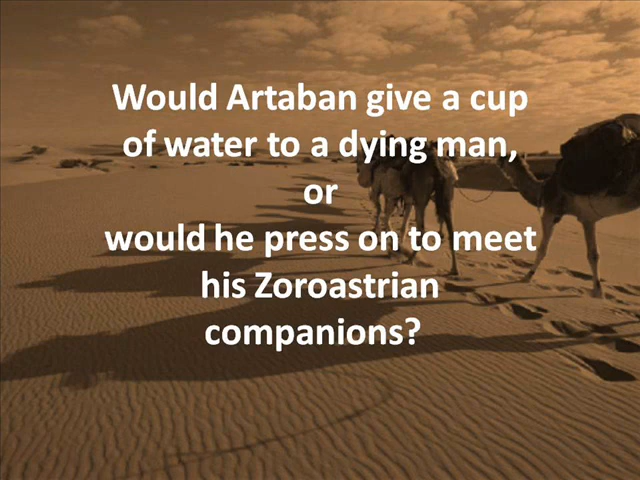 Would Artaban give a cup
of water to a dying man,
or
would he press on to meet
his Zoroastrian
companions?